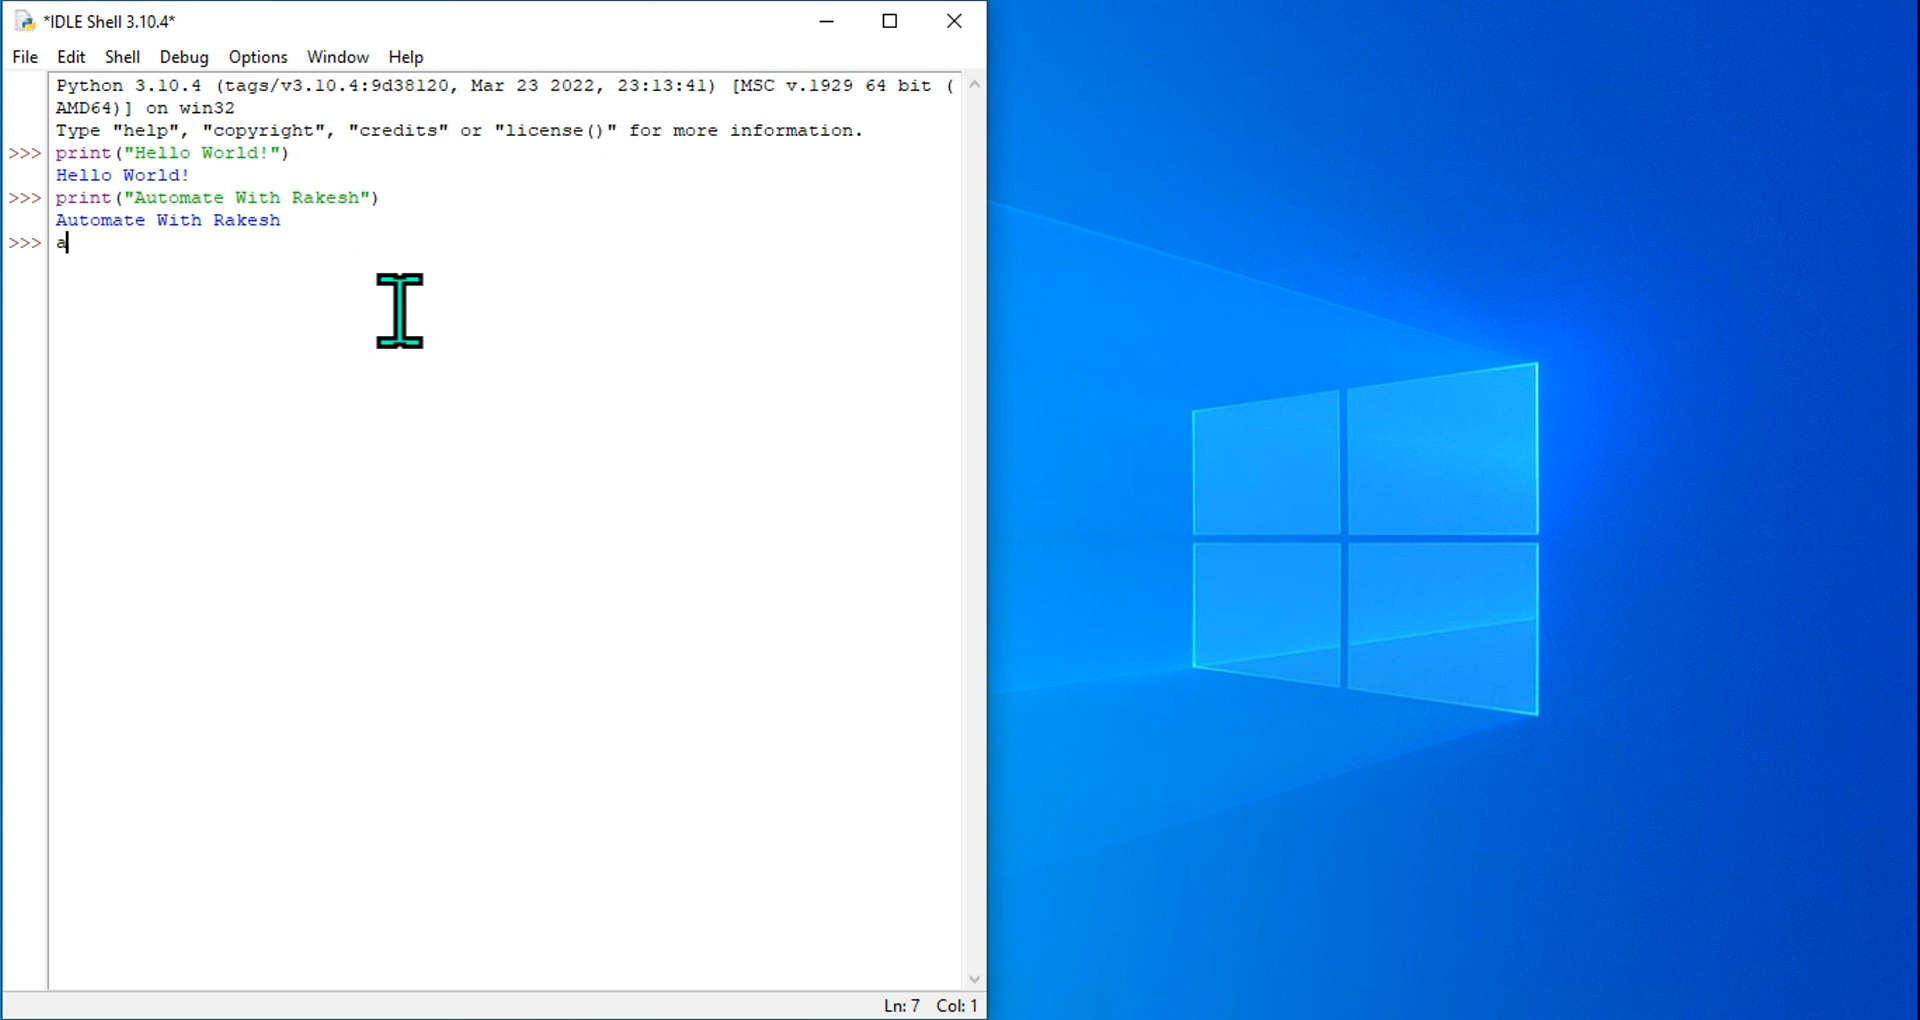 *IDLE Shell 3.10.4*
File Edit Shell Debug Options Window Help
Python 3.10.4 (tags/v3.10.4:9d38120, Mar 23 2022, 23:13:41) [MSC v.1929 64 bit (
AMD64)] on win32
Type "help", "copyright", "credits" or "license()" for more information.
>>> print("Hello World!")
Hello World!
>>> print("Automate With Rakesh")
Automate With Rakesh
>>> a
Ln: 7 Col: 1